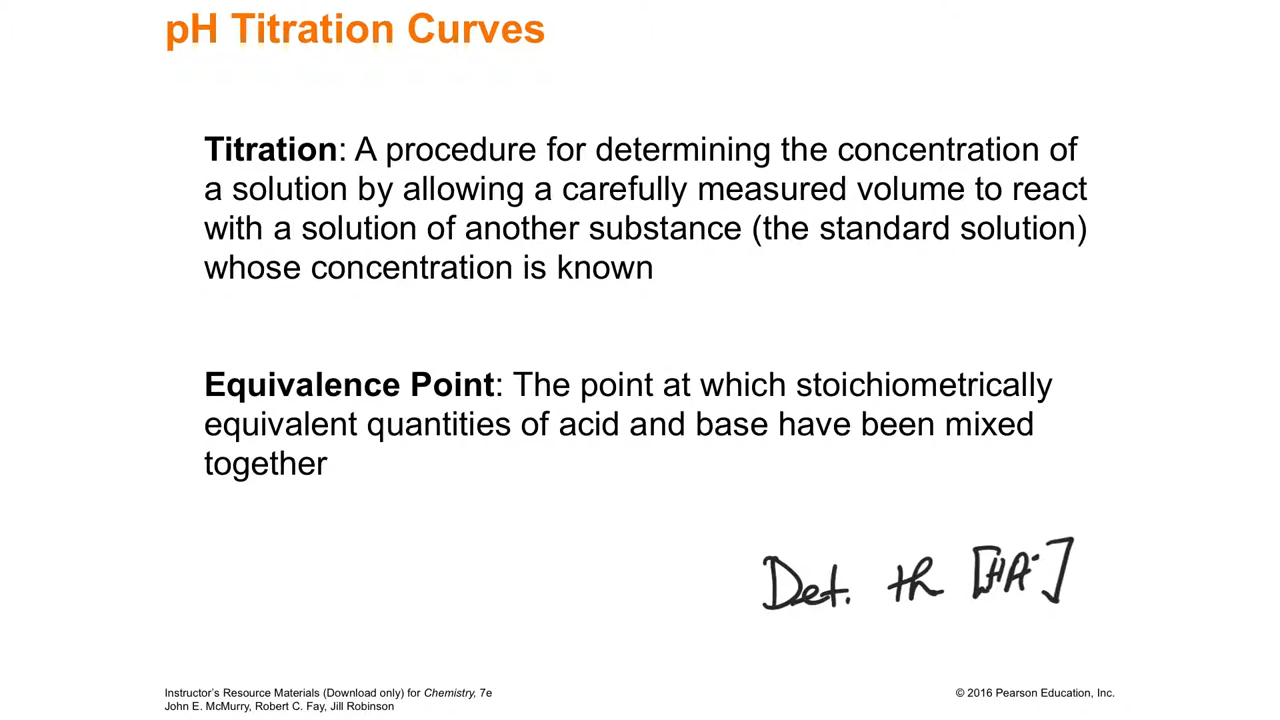 pH Titration Curves
Titration: A procedure for determining the concentration of
a solution by allowing a carefully measured volume to react
with a solution of another substance (the standard solution)
whose concentration is known
Equivalence Point: The point at which stoichiometrically
equivalent quantities of acid and base have been mixed
together
Det. th [HA]
Instructor's Resource Materials (Download only) for Chemistry, 7e
John E. McMurry, Robert C. Fay, Jill Robinson
© 2016 Pearson Education, Inc.